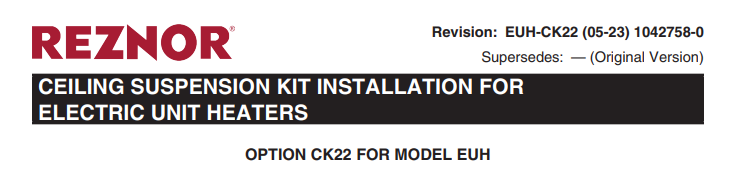 REZNOR®
Revision: EUH-CK22 (05-23) 1042758-0
Supersedes: — (Original Version)
CEILING SUSPENSION KIT INSTALLATION FOR
ELECTRIC UNIT HEATERS
OPTION CK22 FOR MODEL EUH